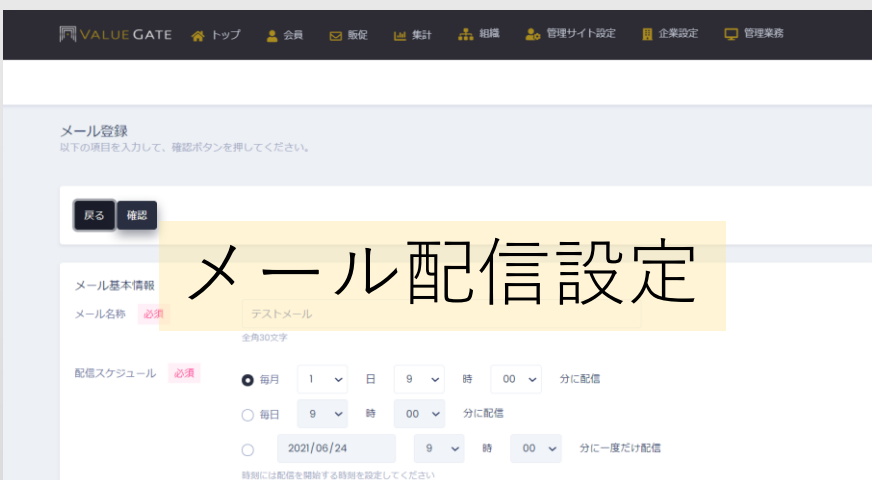 VALUE GATE トップ 会員 販促 集計 組織 管理サイト設定 企業設定 管理業務
メール登録
以下の項目を入力して、確認ボタンを押してください。
戻る 確認
メール配信設定
メール基本情報
メール名称 必須 テストメール
全角30文字
配信スケジュール 必須 毎月 1 日 9 時 00 分に配信
毎日 9 時 00 分に配信
2021/06/24 9 時 00 分に一度だけ配信
時刻には配信を開始する時刻を設定してください